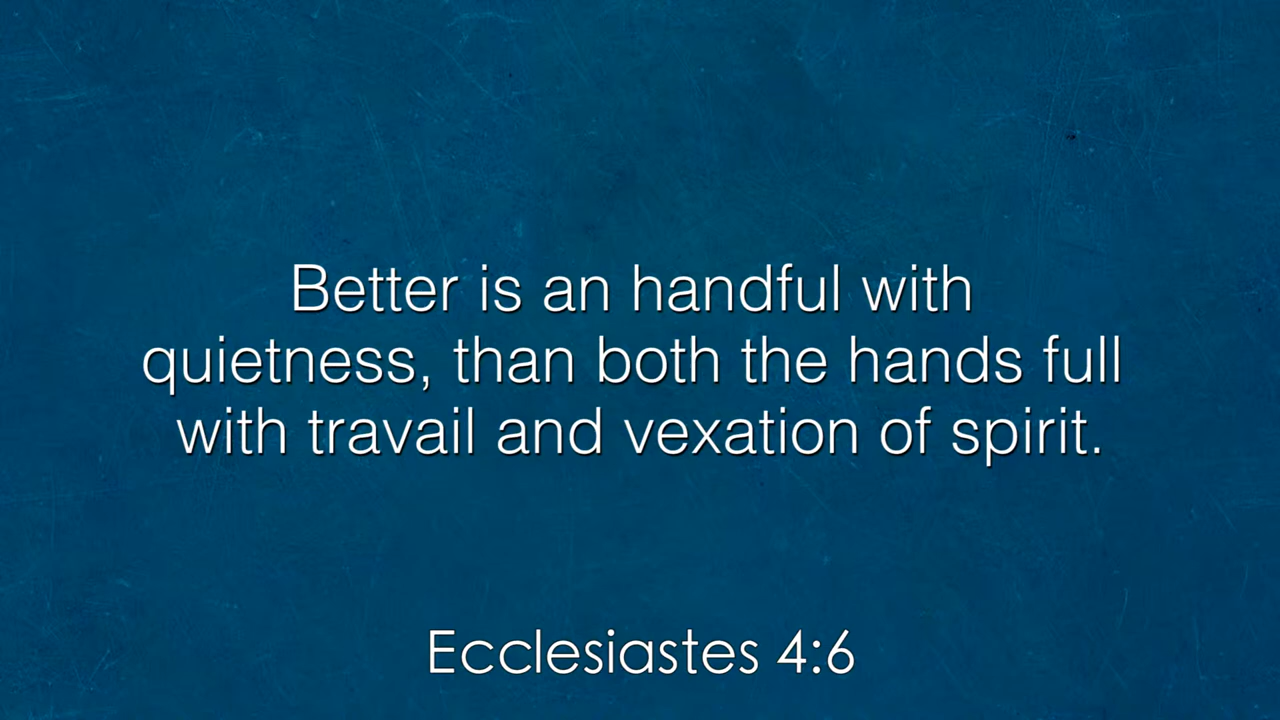 Better is an handful with
quietness, than both the hands full
with travail and vexation of spirit.
Ecclesiastes 4:6